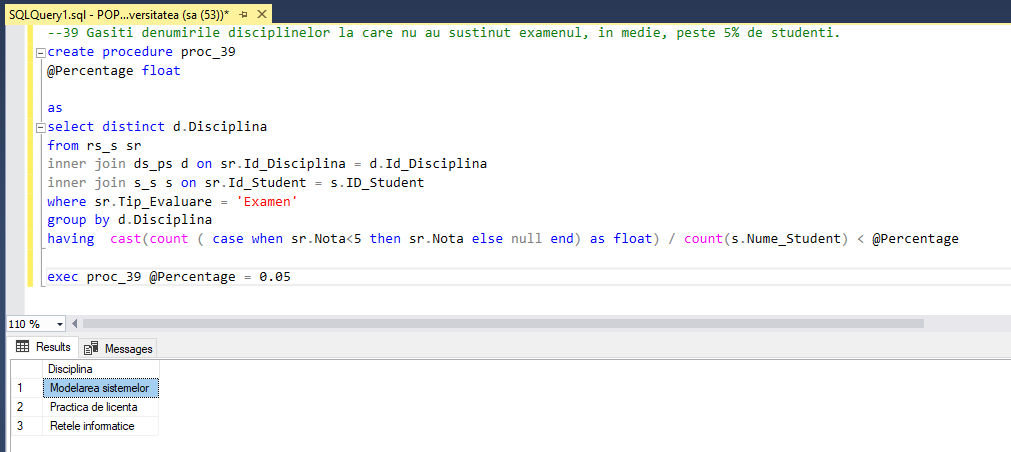 SQLQuery1.sql - POP...versitatea (sa (53))*
--39 Gasiti denumirile disciplinelor la care nu au sustinut examenul, in medie, peste 5% de studenti.
create procedure proc_39
@Percentage float
as
select distinct d.Disciplina
from rs_s sr
inner join ds_ps d on sr.Id_Disciplina = d.Id_Disciplina
inner join s_s s on sr.Id_Student = s.ID_Student
where sr.Tip_Evaluare = 'Examen'
group by d.Disciplina
having  cast(count ( case when sr.Nota<5 then sr.Nota else null end) as float) / count(s.Nume_Student) < @Percentage
exec proc_39 @Percentage = 0.05
110 %
Results Messages
Disciplina
1 Modelarea sistemelor
2 Practica de licenta
3 Retele informatice